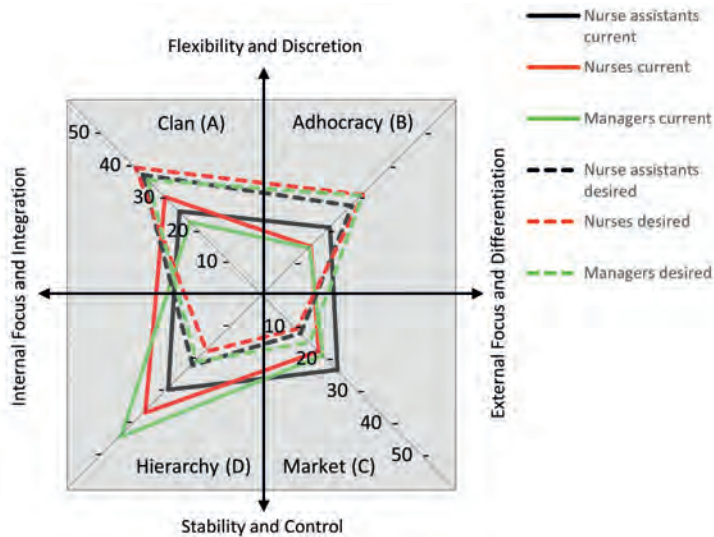 Flexibility and Discretion
Clan (A)
Adhocracy (B)
50
40
30
20
10
Internal Focus and Integration
External Focus and Differentiation
10
20
30
40
50
Hierarchy (D)
Market (C)
Stability and Control
Nurse assistants
current
Nurses current
Managers current
Nurse assistants
desired
Nurses desired
Managers desired